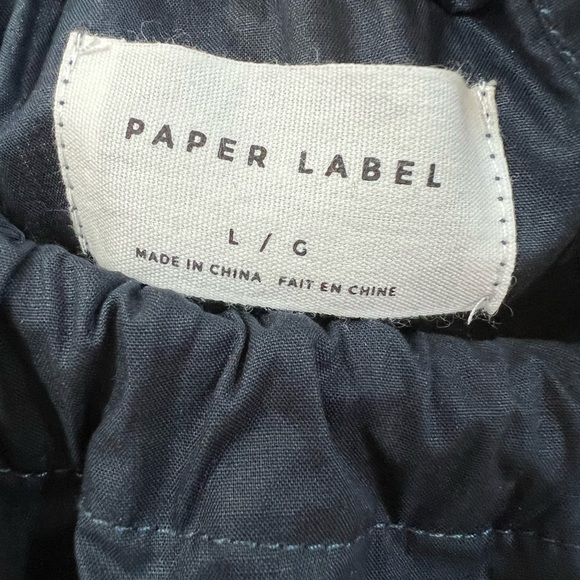 PAPER LABEL
L / G
MADE IN CHINA FAIT EN CHINE